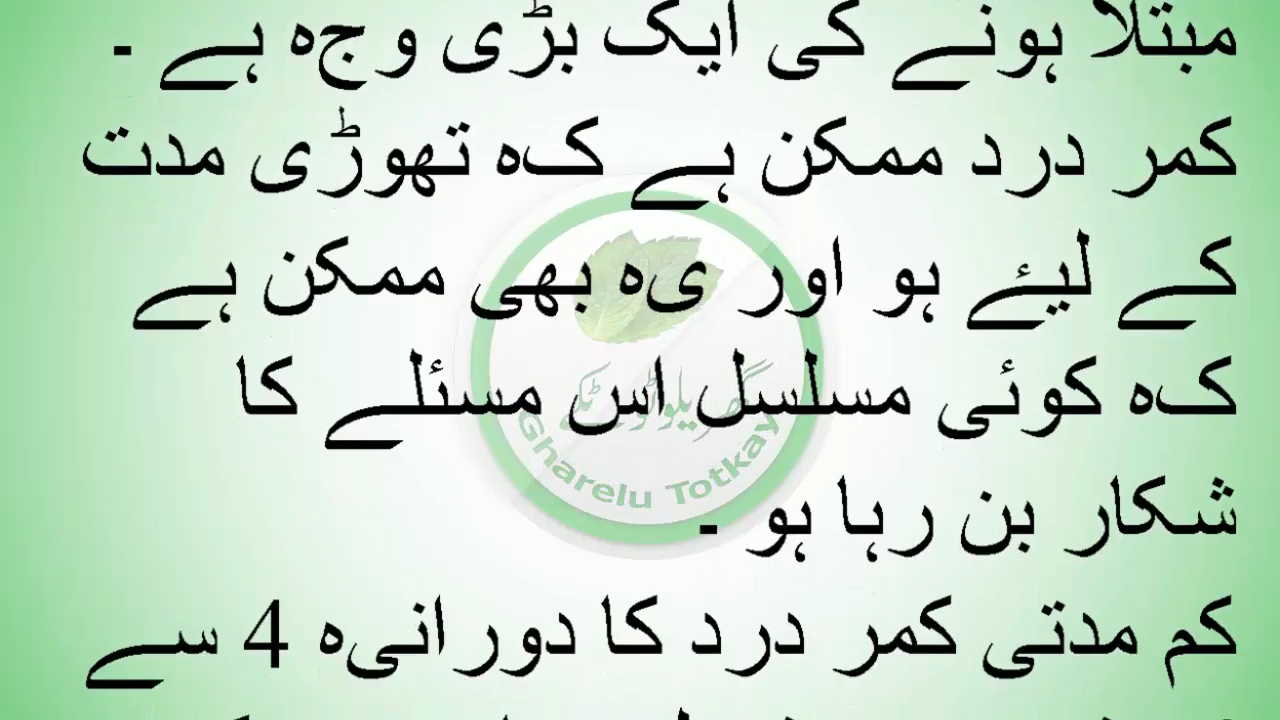 مبتلا ہونے کی ایک بڑی وجہ ہے ۔
کمر درد ممکن ہے کہ تھوڑی مدت
کے لیئے ہو اور یہ بھی ممکن ہے
کہ کوئی مسلسل اس مسئلے کا
شکار بن رہا ہو ۔
کم مدتی کمر درد کا دورانیہ 4 سے
گھریلو ٹوٹکے
Gharelu Totkay